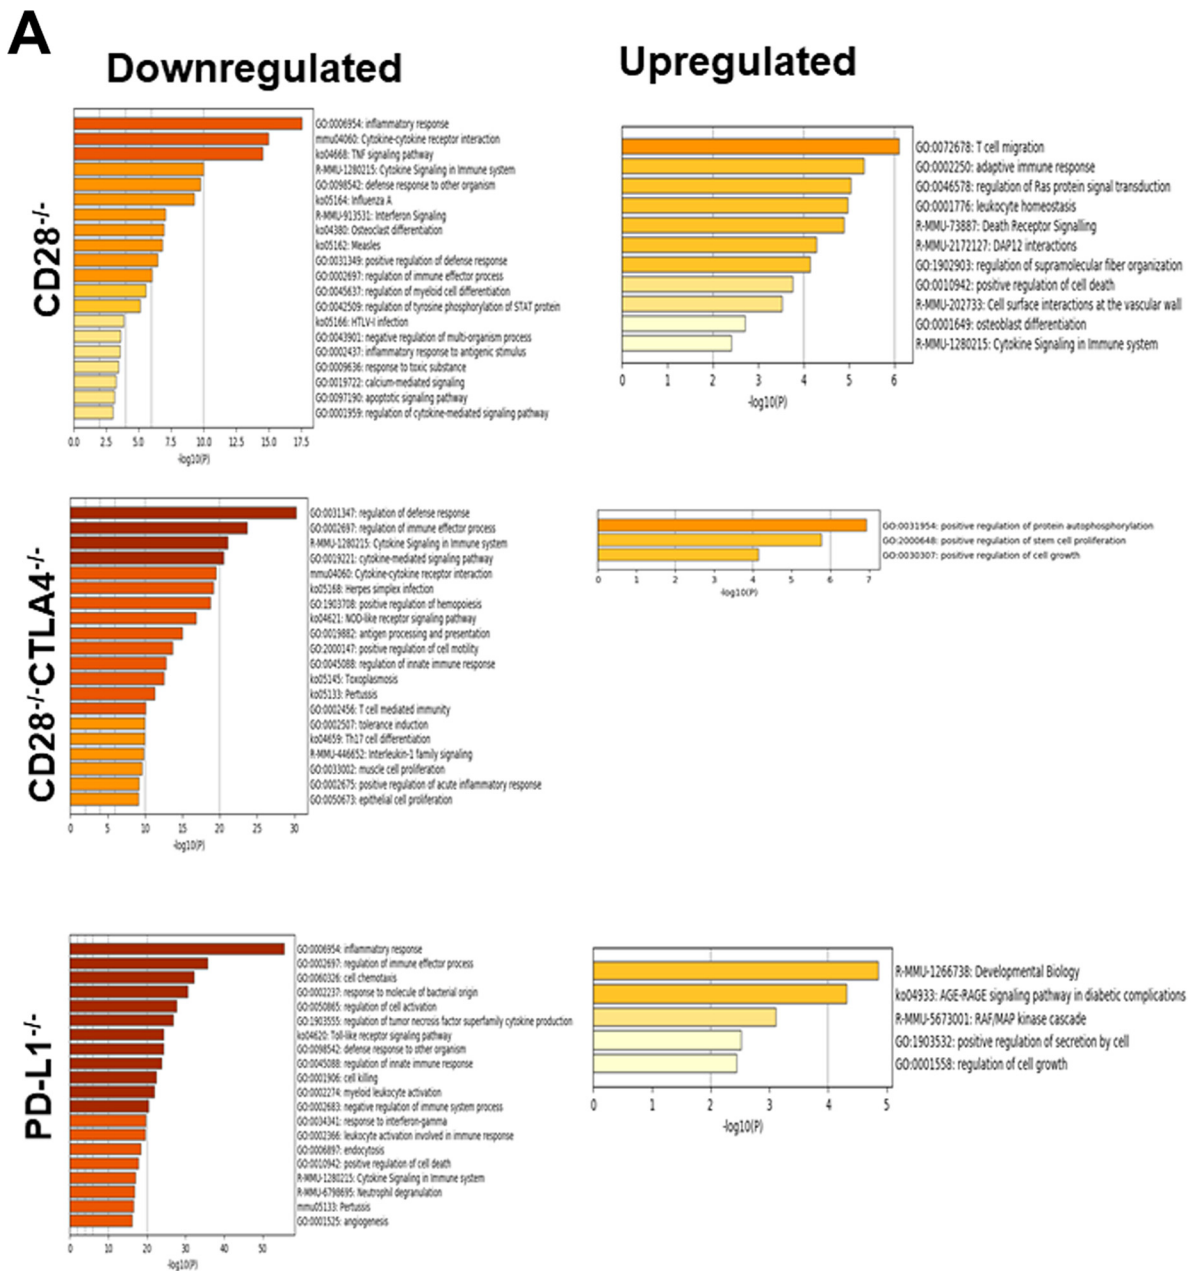 A
Downregulated
Upregulated
CD28-/-
GO:0006954: inflammatory response
mmu04060: Cytokine-cytokine receptor interaction
ko04668: TNF signaling pathway
R-MMU-1280215: Cytokine Signaling in Immune system
GO:0098542: defense response to other organism
ko05164: Influenza A
R-MMU-913531: Interferon Signaling
ko04380: Osteoclast differentiation
ko05162: Measles
GO:0031349: positive regulation of defense response
GO:0002697: regulation of immune effector process
GO:0045637: regulation of myeloid cell differentiation
GO:0042509: regulation of tyrosine phosphorylation of STAT protein
ko05166: HTLV-I infection
GO:0043901: negative regulation of multi-organism process
GO:0002437: inflammatory response to antigenic stimulus
GO:0009636: response to toxic substance
GO:0019722: calcium-mediated signaling
GO:0097190: apoptotic signaling pathway
GO:0001959: regulation of cytokine-mediated signaling pathway
0.0 2.5 5.0 7.5 10.0 12.5 15.0 17.5
-log10(P)
GO:0072678: T cell migration
GO:0002250: adaptive immune response
GO:0046578: regulation of Ras protein signal transduction
GO:0001776: leukocyte homeostasis
R-MMU-73887: Death Receptor Signalling
R-MMU-2172127: DAP12 interactions
GO:1902903: regulation of supramolecular fiber organization
GO:0010942: positive regulation of cell death
R-MMU-202733: Cell surface interactions at the vascular wall
GO:0001649: osteoblast differentiation
R-MMU-1280215: Cytokine Signaling in Immune system
0 1 2 3 4 5 6
-log10(P)
CD28-/-CTLA4-/-
GO:0031347: regulation of defense response
GO:0002697: regulation of immune effector process
R-MMU-1280215: Cytokine Signaling in Immune system
GO:0019221: cytokine-mediated signaling pathway
mmu04060: Cytokine-cytokine receptor interaction
ko05168: Herpes simplex infection
GO:1903708: positive regulation of hemopoiesis
ko04621: NOD-like receptor signaling pathway
GO:0019882: antigen processing and presentation
GO:2000147: positive regulation of cell motility
GO:0045088: regulation of innate immune response
ko05145: Toxoplasmosis
ko05133: Pertussis
GO:0002456: T cell mediated immunity
GO:0002507: tolerance induction
ko04659: Th17 cell differentiation
R-MMU-446652: Interleukin-1 family signaling
GO:0033002: muscle cell proliferation
GO:0002675: positive regulation of acute inflammatory response
GO:0050673: epithelial cell proliferation
0 5 10 15 20 25 30
-log10(P)
GO:0031954: positive regulation of protein autophosphorylation
GO:2000648: positive regulation of stem cell proliferation
GO:0030307: positive regulation of cell growth
0 1 2 3 4 5 6 7
-log10(P)
PD-L1-/-
GO:0006954: inflammatory response
GO:0002697: regulation of immune effector process
GO:0060326: cell chemotaxis
GO:0002237: response to molecule of bacterial origin
GO:0050865: regulation of cell activation
GO:1903555: regulation of tumor necrosis factor superfamily cytokine production
ko04620: Toll-like receptor signaling pathway
GO:0098542: defense response to other organism
GO:0045088: regulation of innate immune response
GO:0001906: cell killing
GO:0002274: myeloid leukocyte activation
GO:0002683: negative regulation of immune system process
GO:0034341: response to interferon-gamma
GO:0002366: leukocyte activation involved in immune response
GO:0006897: endocytosis
GO:0010942: positive regulation of cell death
R-MMU-1280215: Cytokine Signaling in Immune system
R-MMU-6798695: Neutrophil degranulation
mmu05133: Pertussis
GO:0001525: angiogenesis
0 10 20 30 40 50
-log10(P)
R-MMU-1266738: Developmental Biology
ko04933: AGE-RAGE signaling pathway in diabetic complications
R-MMU-5673001: RAF/MAP kinase cascade
GO:1903532: positive regulation of secretion by cell
GO:0001558: regulation of cell growth
0 1 2 3 4 5
-log10(P)